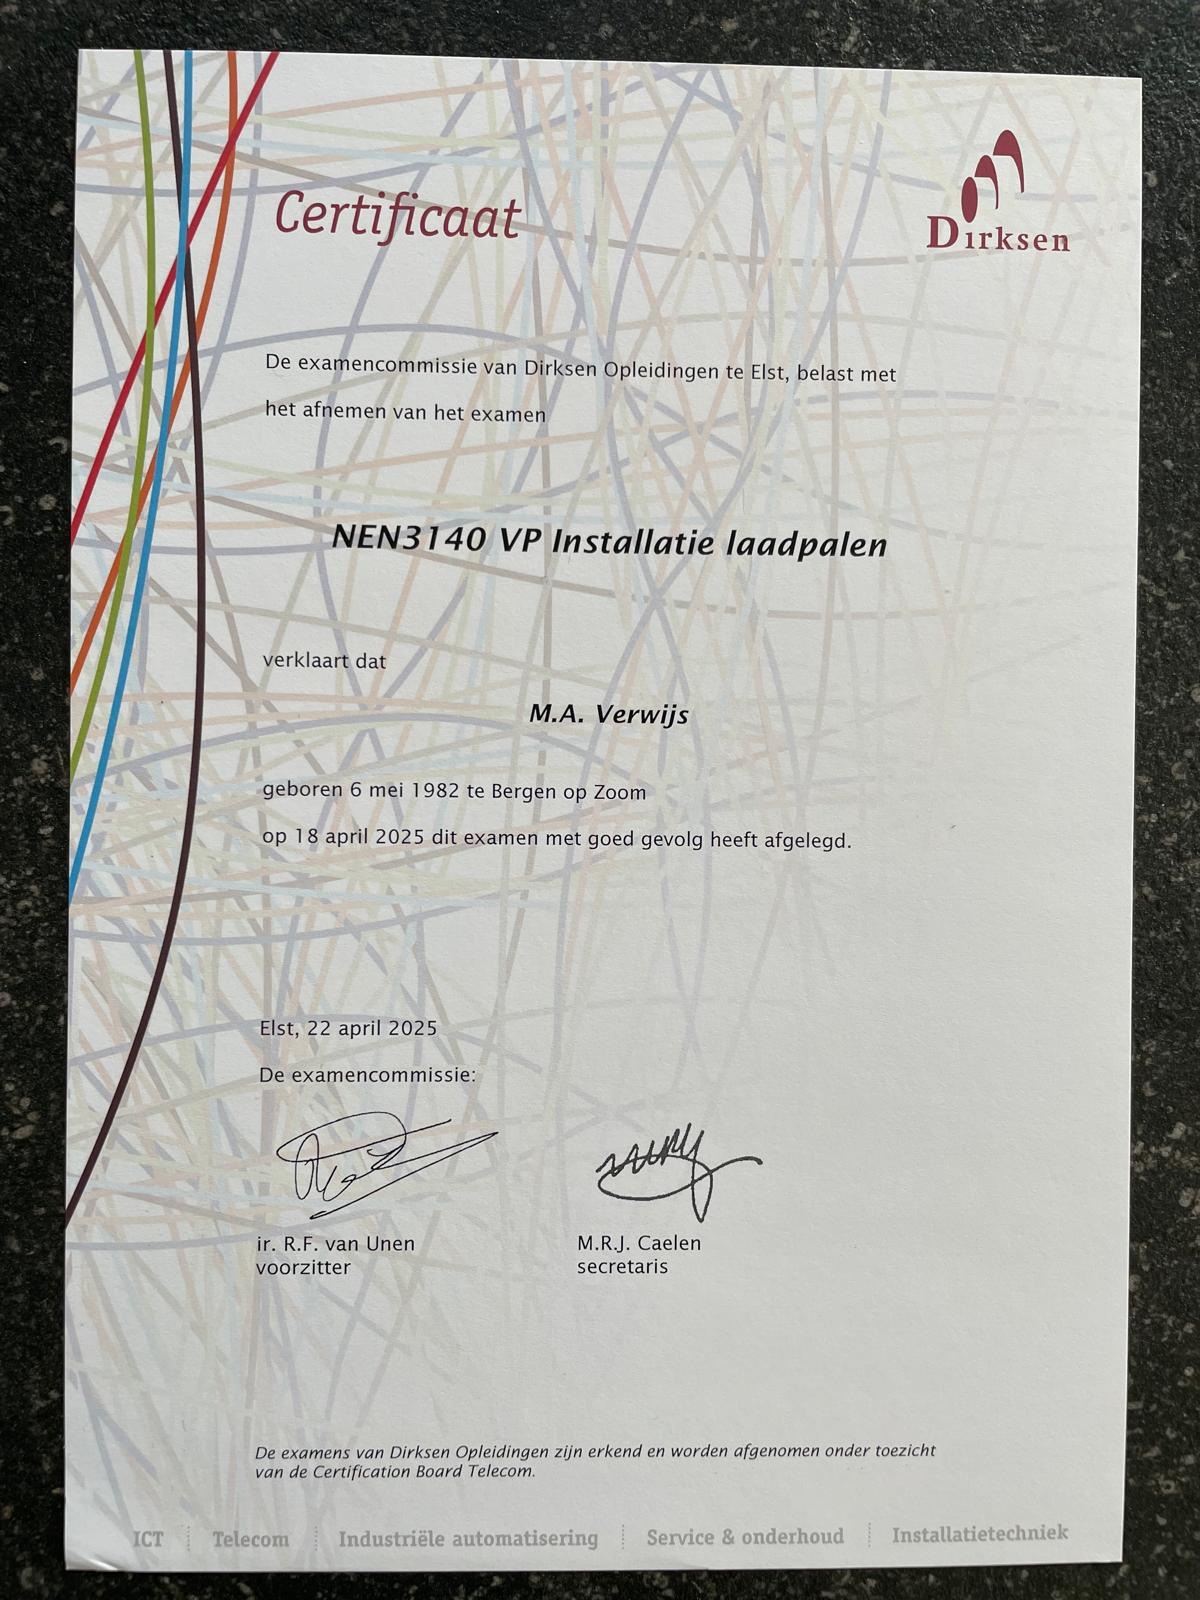 Certificaat
Dirksen
De examencommissie van Dirksen Opleidingen te Elst, belast met
het afnemen van het examen
NEN3140 VP Installatie laadpalen
verklaart dat
M.A. Verwijs
geboren 6 mei 1982 te Bergen op Zoom
op 18 april 2025 dit examen met goed gevolg heeft afgelegd.
Elst, 22 april 2025
De examencommissie:
ir. R.F. van Unen
voorzitter
M.R.J. Caelen
secretaris
De examens van Dirksen Opleidingen zijn erkend en worden afgenomen onder toezicht
van de Certification Board Telecom.
ICT Telecom Industriële automatisering Service & onderhoud Installatietechniek